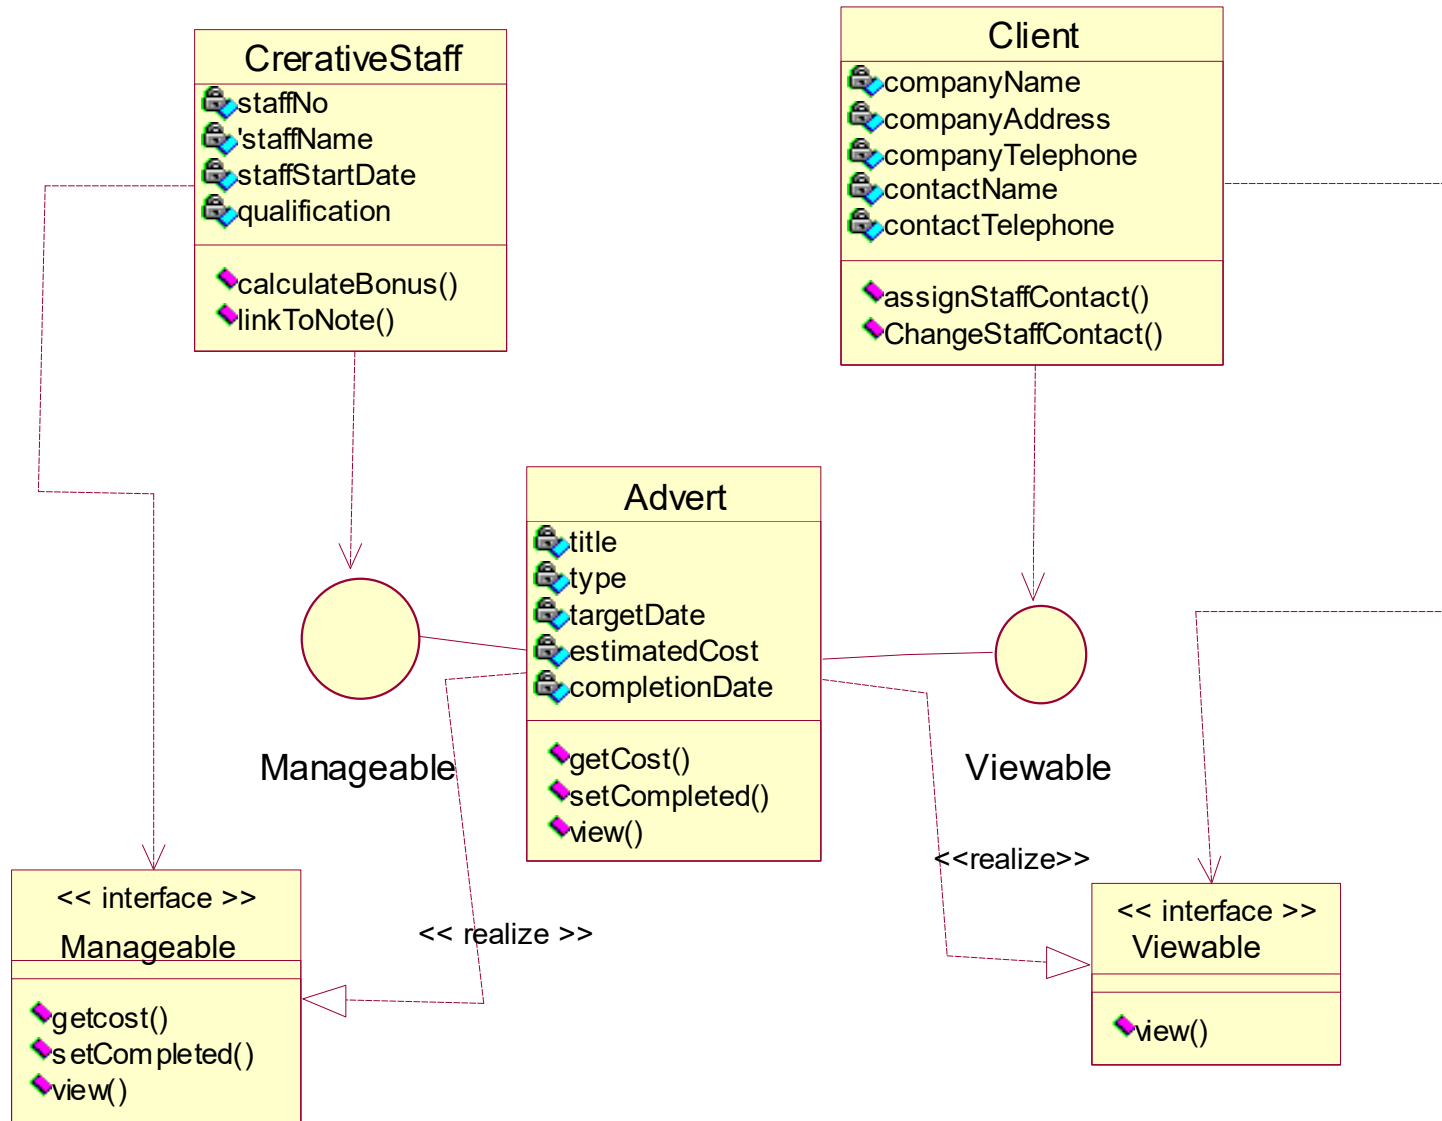 CrerativeStaff
staffNo
'staffName
staffStartDate
qualification
calculateBonus()
linkToNote()
Client
companyName
companyAddress
companyTelephone
contactName
contactTelephone
assignStaffContact()
ChangeStaffContact()
Advert
title
type
targetDate
estimatedCost
completionDate
getCost()
setCompleted()
view()
Manageable
Viewable
<< realize >>
<<realize>>
<< interface >>
Manageable
getcost()
setCompleted()
view()
<< interface >>
Viewable
view()